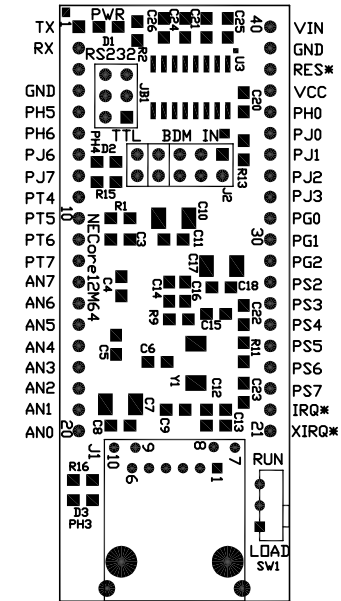 1 PWR 40
TX D1 R2 C26 C24 C21 C25 VIN
RX RS232 U3 GND
RES*
GND JB1 C20 VCC
PH5 PH0
PH6 PH4 TTL BDM IN PJ0
PJ6 D2 R13 PJ1
PJ7 R15 J2 PJ2
PT4 PJ3
PT5 10 R1 C10 PG0
PT6 C3 C11 30 PG1
PT7 NECore12M64 C17 PG2
AN7 C4 C14 C16 C18 PS2
AN6 PS3
AN5 R9 C15 C22 PS4
AN4 C5 R11 PS5
AN3 C6 PS6
AN2 Y1 C12 C23 PS7
AN1 C7 IRQ*
AN0 20 C8 C9 C13 21 XIRQ*
J1 10 9 8 7
R16 6 1 RUN
D3
PH3 LOAD
SW1